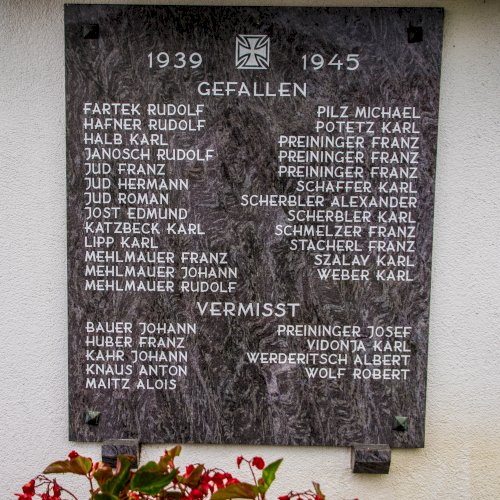 1939 1945
GEFALLEN
FARTEK RUDOLF
HAFNER RUDOLF
HALB KARL
JANOSCH RUDOLF
JUD FRANZ
JUD HERMANN
JUD ROMAN
JOST EDMUND
KATZBECK KARL
LIPP KARL
MEHLMAUER FRANZ
MEHLMAUER JOHANN
MEHLMAUER RUDOLF
PILZ MICHAEL
POTETZ KARL
PREININGER FRANZ
PREININGER FRANZ
PREININGER FRANZ
SCHAFFER KARL
SCHERBLER ALEXANDER
SCHERBLER KARL
SCHMELZER FRANZ
STACHERL FRANZ
SZALAY KARL
WEBER KARL
VERMISST
BAUER JOHANN
HUBER FRANZ
KAHR JOHANN
KNAUS ANTON
MAITZ ALOIS
PREININGER JOSEF
VIDONJA KARL
WERDERITSCH ALBERT
WOLF ROBERT